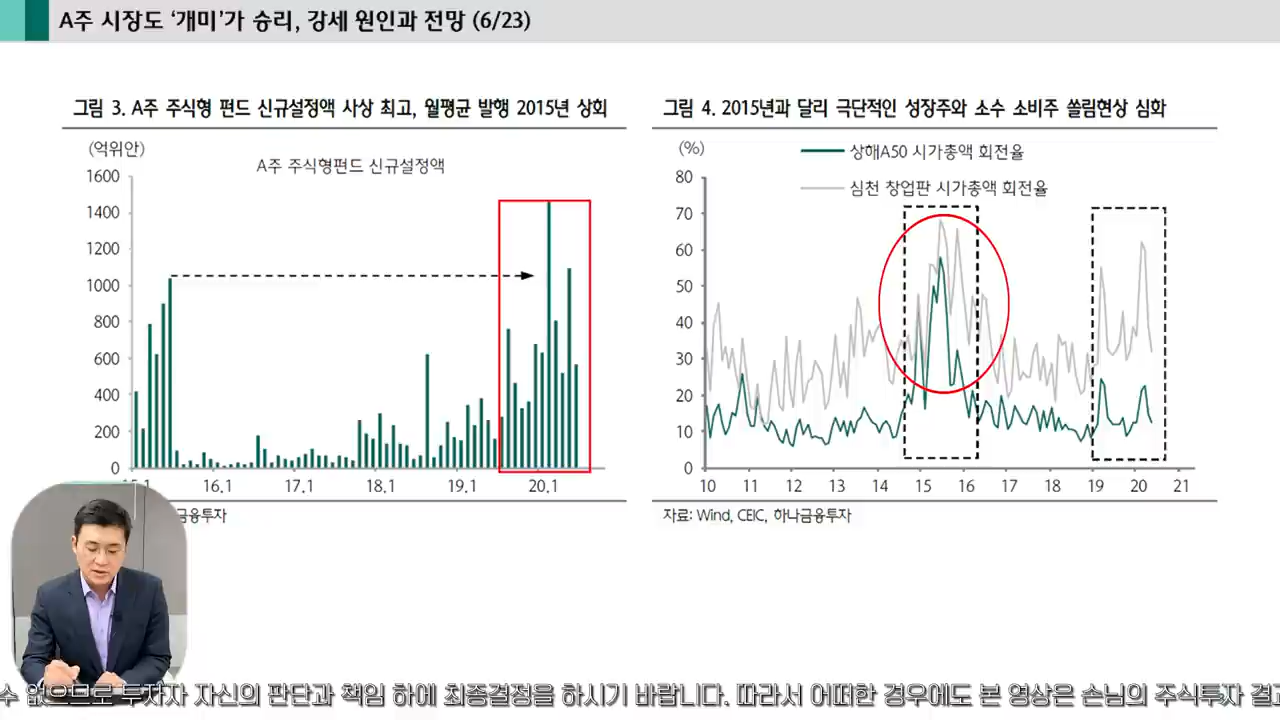 A주 시장도 ‘개미’가 승리, 강세 원인과 전망 (6/23)
그림 3. A주 주식형 펀드 신규설정액 사상 최고, 월평균 발행 2015년 상회
(억위안)
A주 주식형펀드 신규설정액
1600
1400
1200
1000
800
600
400
200
0
15.1 16.1 17.1 18.1 19.1 20.1
금융투자
그림 4. 2015년과 달리 극단적인 성장주와 소수 소비주 쏠림현상 심화
(%)
상해A50 시가총액 회전율
심천 창업판 시가총액 회전율
80
70
60
50
40
30
20
10
0
10 11 12 13 14 15 16 17 18 19 20 21
자료: Wind, CEIC, 하나금융투자
수 없으므로 투자자 자신의 판단과 책임 하에 최종결정을 하시기 바랍니다. 따라서 어떠한 경우에도 본 영상은 손님의 주식투자 결과